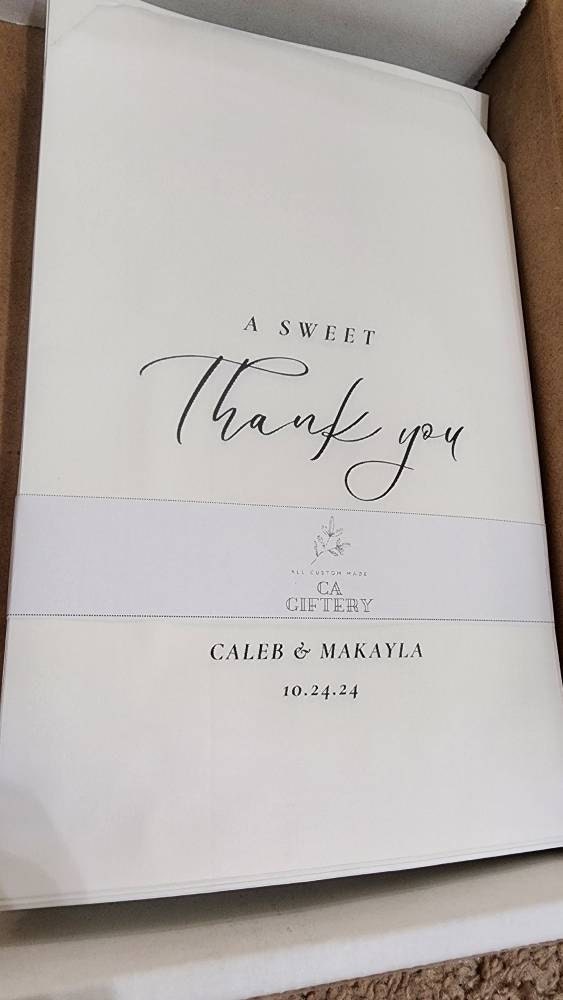 A SWEET
Thank you
ALL CUSTOM MADE
CA
GIFTERY
CALEB & MAKAYLA
10.24.24